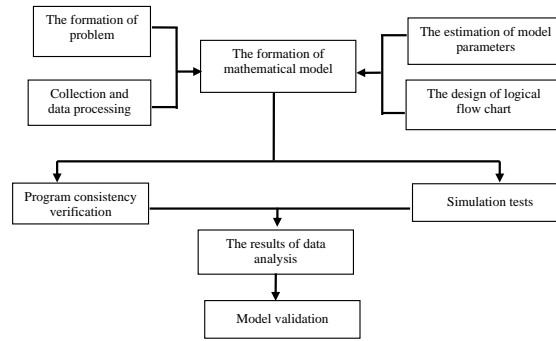 The formation of
problem
Collection and
data processing
The formation of
mathematical model
The estimation of model
parameters
The design of logical
flow chart
Program consistency
verification
Simulation tests
The results of data
analysis
Model validation